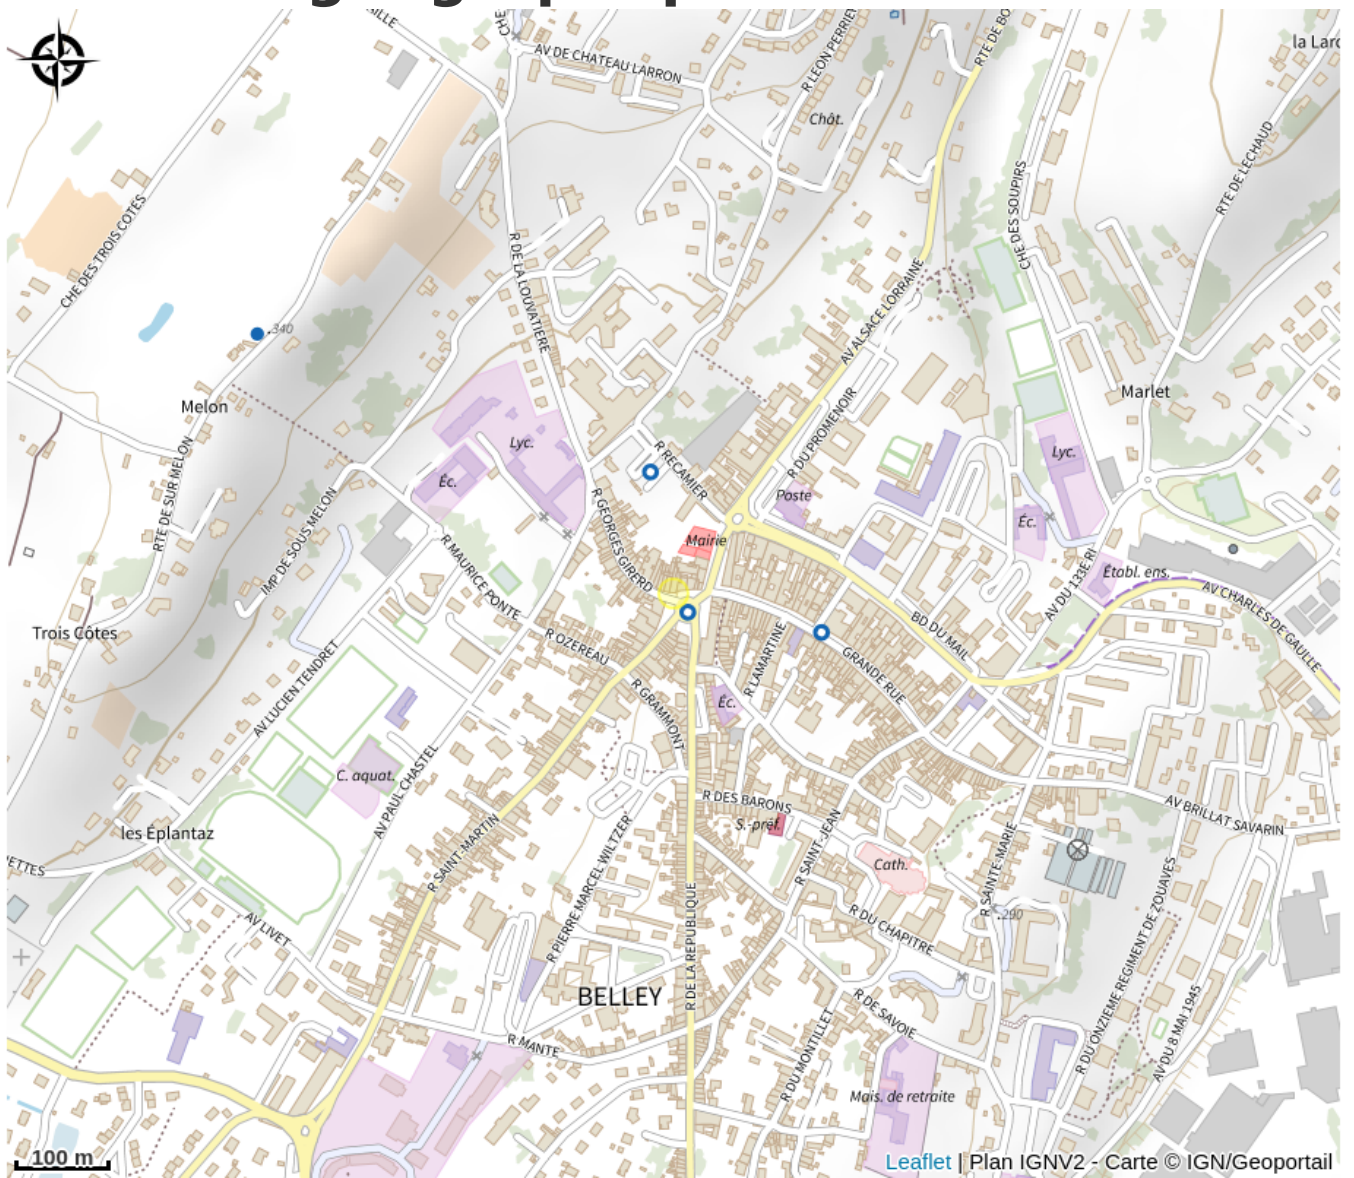 AV DE CHATEAU LARRON
R LEON PERRIER
RTE DE BO
la Lar
Chât.
CHE DES TROIS COTES
R DE LA LOUVATIERE
CHE DES SOUPIRS
RTE DE LECHAUD
AV ALSACE LORRAINE
.340
Melon
Marlet
R DU PROMENOIR
Lyc.
R RECAMIER
Lyc.
Éc.
Poste
RTE DE SUR MELON
IMP DE SOUS MELON
R GEORGES GIRERD
Mairie
Éc.
R MAURICE PONTE
Établ. ens.
AV DU 133E RI
AV CHARLES DE GAULLE
Trois Côtes
R OZEREAU
R LAMARTINE
BD DU MAIL
GRANDE RUE
AV LUCIEN TENDRET
R GRAMMONT
Éc.
C. aquat.
AV PAUL CHASTEL
R DES BARONS
S.-préf.
AV BRILLAT SAVARIN
les Éplantaz
ETTES
R SAINT-MARTIN
R PIERRE MARCEL WILTZER
R SAINT-JEAN
Cath.
R SAINTE-MARIE
R DU CHAPITRE
.290
AV LIVET
R DE LA REPUBLIQUE
R DU ONZIEME REGIMENT DE ZOUAVES
BELLEY
R DE SAVOIE
R MANTE
R DU MONTILLET
AV DU 8 MAI 1945
Mais. de retraite
100 m
Leaflet | Plan IGNV2 - Carte © IGN/Geoportail